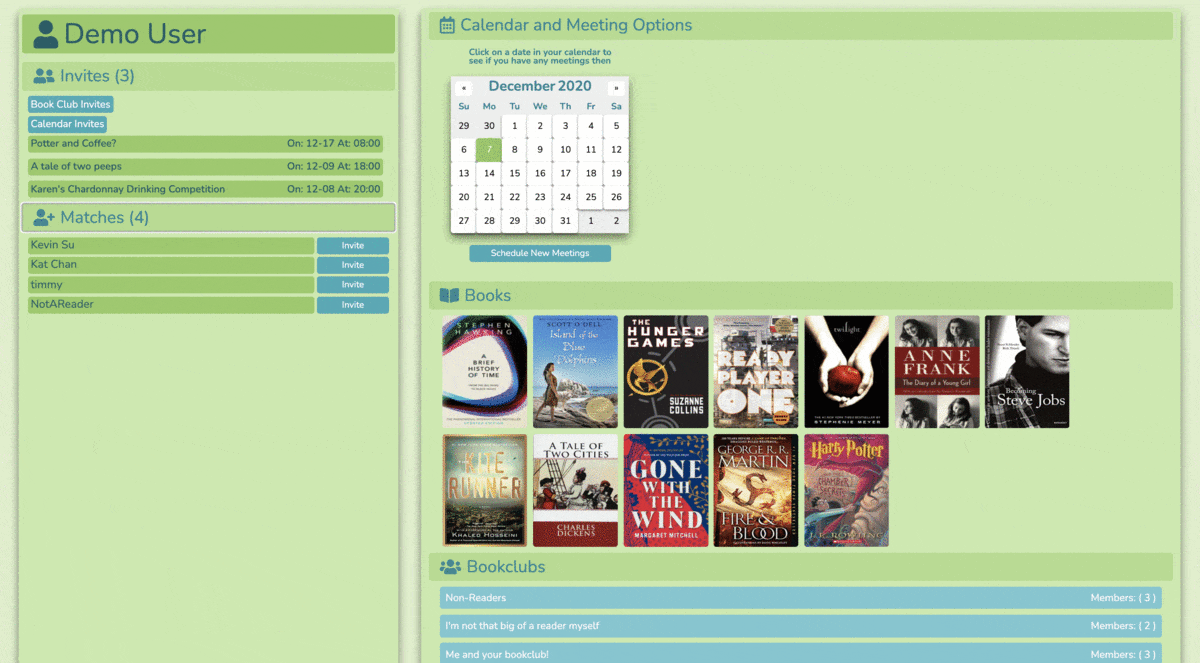 Demo User
Invites (3)
Book Club Invites
Calendar Invites
Potter and Coffee? On: 12-17 At: 08:00
A tale of two peeps On: 12-09 At: 18:00
Karen's Chardonnay Drinking Competition On: 12-08 At: 20:00
Matches (4)
Kevin Su Invite
Kat Chan Invite
timmy Invite
NotAReader Invite
Calendar and Meeting Options
Click on a date in your calendar to
see if you have any meetings then
« December 2020 »
Su Mo Tu We Th Fr Sa
29 30 1 2 3 4 5
6 7 8 9 10 11 12
13 14 15 16 17 18 19
20 21 22 23 24 25 26
27 28 29 30 31 1 2
Schedule New Meetings
Books
STEPHEN
HAWKING
A
BRIEF
HISTORY
OF TIME
SCOTT O'DELL
Island of the
Blue
Dolphins
THE
HUNGER
GAMES
SUZANNE
COLLINS
READY
PLAYER
ONE
twilight
STEPHENIE MEYER
ANNE
FRANK
The Diary of a Young Girl
Becoming
Steve Jobs
THE
KITE
RUNNER
KHALED HOSSEINI
A TALE OF
TWO CITIES
CHARLES
DICKENS
GONE
WITH
THE
WIND
MARGARET MITCHELL
GEORGE R. R.
MARTIN
FIRE &
BLOOD
Harry Potter
CHAMBER
SECRETS
J.K. ROWLING
Bookclubs
Non-Readers Members: ( 3 )
I'm not that big of a reader myself Members: ( 2 )
Me and your bookclub! Members: ( 3 )